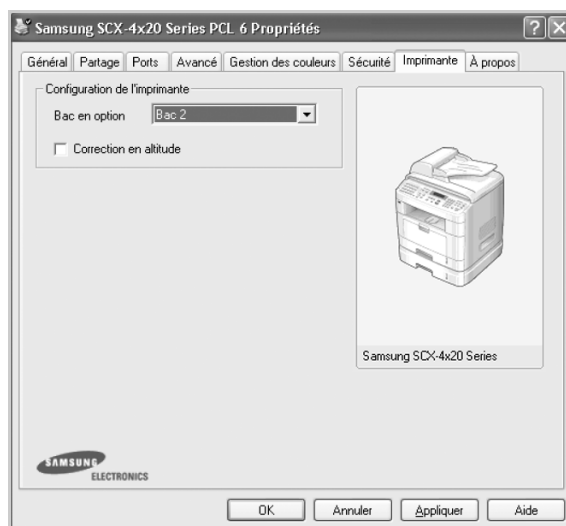 Samsung SCX-4x20 Series PCL 6 Propriétés
Général Partage Ports Avancé Gestion des couleurs Sécurité Imprimante À propos
Configuration de l'imprimante
Bac en option Bac 2
Correction en altitude
Samsung SCX-4x20 Series
SAMSUNG
ELECTRONICS
OK Annuler Appliquer Aide